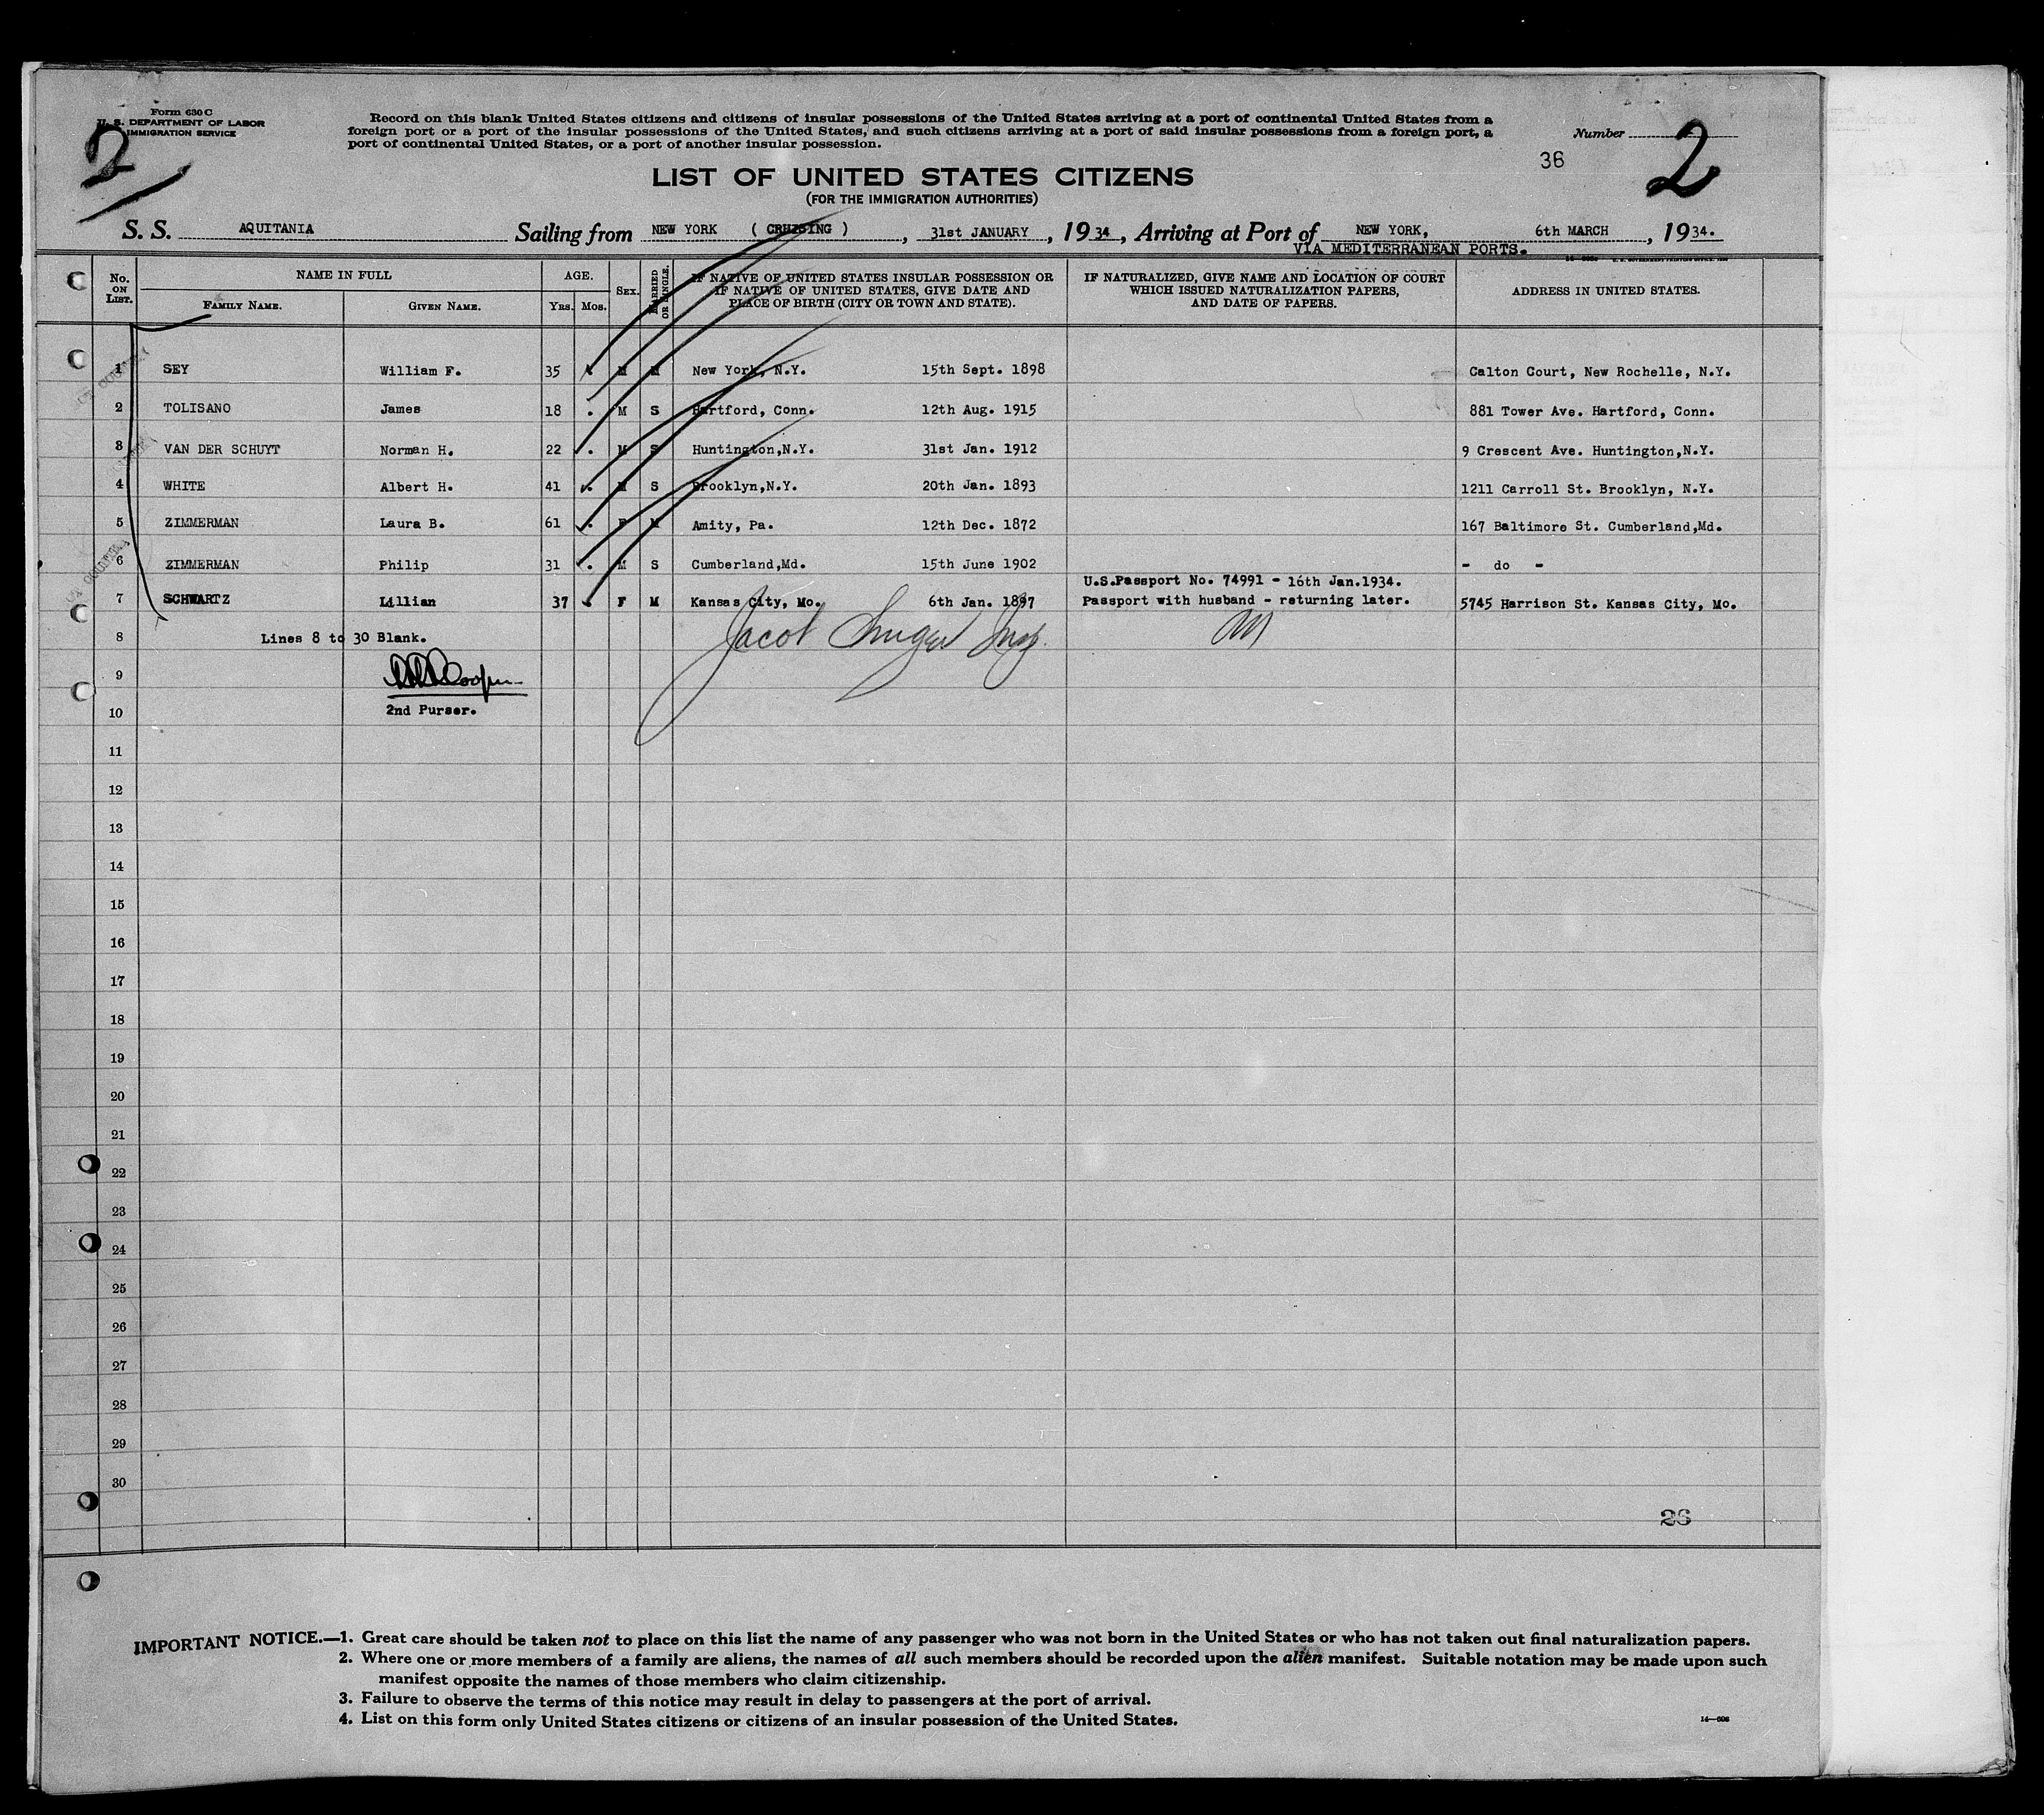 Form 630 C
U. S. DEPARTMENT OF LABOR
IMMIGRATION SERVICE
Record on this blank United States citizens and citizens of insular possessions of the United States arriving at a port of continental United States from a
foreign port or a port of the insular possessions of the United States, and such citizens arriving at a port of said insular possessions from a foreign port, a
port of continental United States, or a port of another insular possession.
Number
2
36
2
LIST OF UNITED STATES CITIZENS
(FOR THE IMMIGRATION AUTHORITIES)
S. S. AQUITANIA Sailing from NEW YORK ( CRUISING ) , 31st JANUARY , 1934 , Arriving at Port of NEW YORK, 6th MARCH , 1934.
VIA MEDITERRANEAN PORTS.
No. ON LIST. NAME IN FULL FAMILY NAME. GIVEN NAME. AGE. YRS. MOS. SEX. MARRIED OR SINGLE. IF NATIVE OF UNITED STATES INSULAR POSSESSION OR IF NATIVE OF UNITED STATES, GIVE DATE AND PLACE OF BIRTH (CITY OR TOWN AND STATE). IF NATURALIZED, GIVE NAME AND LOCATION OF COURT WHICH ISSUED NATURALIZATION PAPERS, AND DATE OF PAPERS. ADDRESS IN UNITED STATES.
1 SEY William F. 35 M M New York, N.Y. 15th Sept. 1898 Calton Court, New Rochelle, N.Y.
2 TOLISANO James 18 M S Hartford, Conn. 12th Aug. 1915 881 Tower Ave. Hartford, Conn.
3 VAN DER SCHUYT Norman H. 22 M S Huntington,N.Y. 31st Jan. 1912 9 Crescent Ave. Huntington,N.Y.
4 WHITE Albert H. 41 M S Brooklyn,N.Y. 20th Jan. 1893 1211 Carroll St. Brooklyn, N.Y.
5 ZIMMERMAN Laura B. 61 F M Amity, Pa. 12th Dec. 1872 167 Baltimore St. Cumberland,Md.
6 ZIMMERMAN Philip 31 M S Cumberland,Md. 15th June 1902 - do -
U.S.Passport No. 74991 - 16th Jan.1934.
7 SCHWARTZ Lillian 37 F M Kansas City, Mo. 6th Jan. 1897 Passport with husband - returning later. 5745 Harrison St. Kansas City, Mo.
8 Lines 8 to 30 Blank.
Jacob
9
Cooper
10 2nd Purser.
11
12
13
14
15
16
17
18
19
20
21
22
23
24
25
26
27
28
29
30
26
IMPORTANT NOTICE.—1. Great care should be taken not to place on this list the name of any passenger who was not born in the United States or who has not taken out final naturalization papers.
2. Where one or more members of a family are aliens, the names of all such members should be recorded upon the alien manifest. Suitable notation may be made upon such
manifest opposite the names of those members who claim citizenship.
3. Failure to observe the terms of this notice may result in delay to passengers at the port of arrival.
4. List on this form only United States citizens or citizens of an insular possession of the United States.